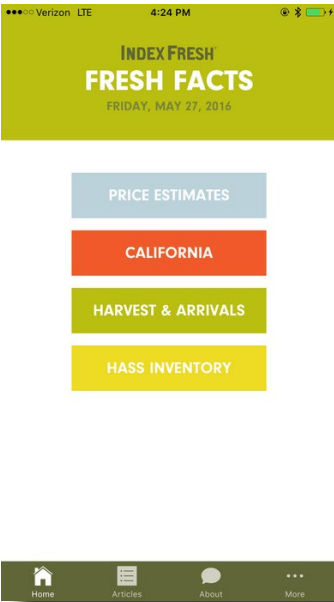 Verizon LTE 4:24 PM
INDEX FRESH
FRESH FACTS
FRIDAY, MAY 27, 2016
PRICE ESTIMATES
CALIFORNIA
HARVEST & ARRIVALS
HASS INVENTORY
Home Articles About More